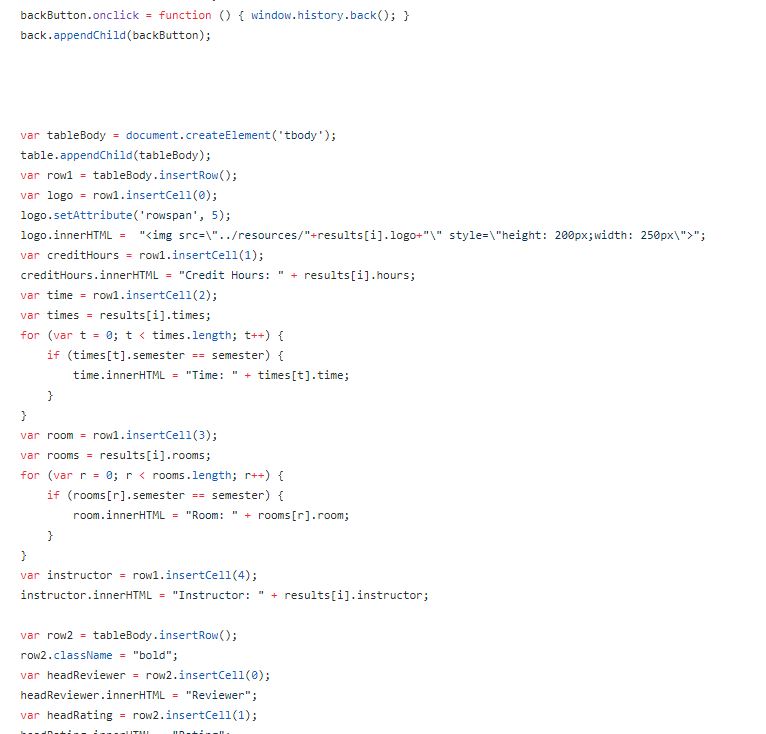 backButton.onclick = function () { window.history.back(); }
back.appendChild(backButton);
var tableBody = document.createElement('tbody');
table.appendChild(tableBody);
var row1 = tableBody.insertRow();
var logo = row1.insertCell(0);
logo.setAttribute('rowspan', 5);
logo.innerHTML =  "<img src=\"../resources/"+results[i].logo+"\" style=\"height: 200px;width: 250px\">";
var creditHours = row1.insertCell(1);
creditHours.innerHTML = "Credit Hours: " + results[i].hours;
var time = row1.insertCell(2);
var times = results[i].times;
for (var t = 0; t < times.length; t++) {
    if (times[t].semester == semester) {
        time.innerHTML = "Time: " + times[t].time;
    }
}
var room = row1.insertCell(3);
var rooms = results[i].rooms;
for (var r = 0; r < rooms.length; r++) {
    if (rooms[r].semester == semester) {
        room.innerHTML = "Room: " + rooms[r].room;
    }
}
var instructor = row1.insertCell(4);
instructor.innerHTML = "Instructor: " + results[i].instructor;
var row2 = tableBody.insertRow();
row2.className = "bold";
var headReviewer = row2.insertCell(0);
headReviewer.innerHTML = "Reviewer";
var headRating = row2.insertCell(1);
headRating.innerHTML = "Rating";